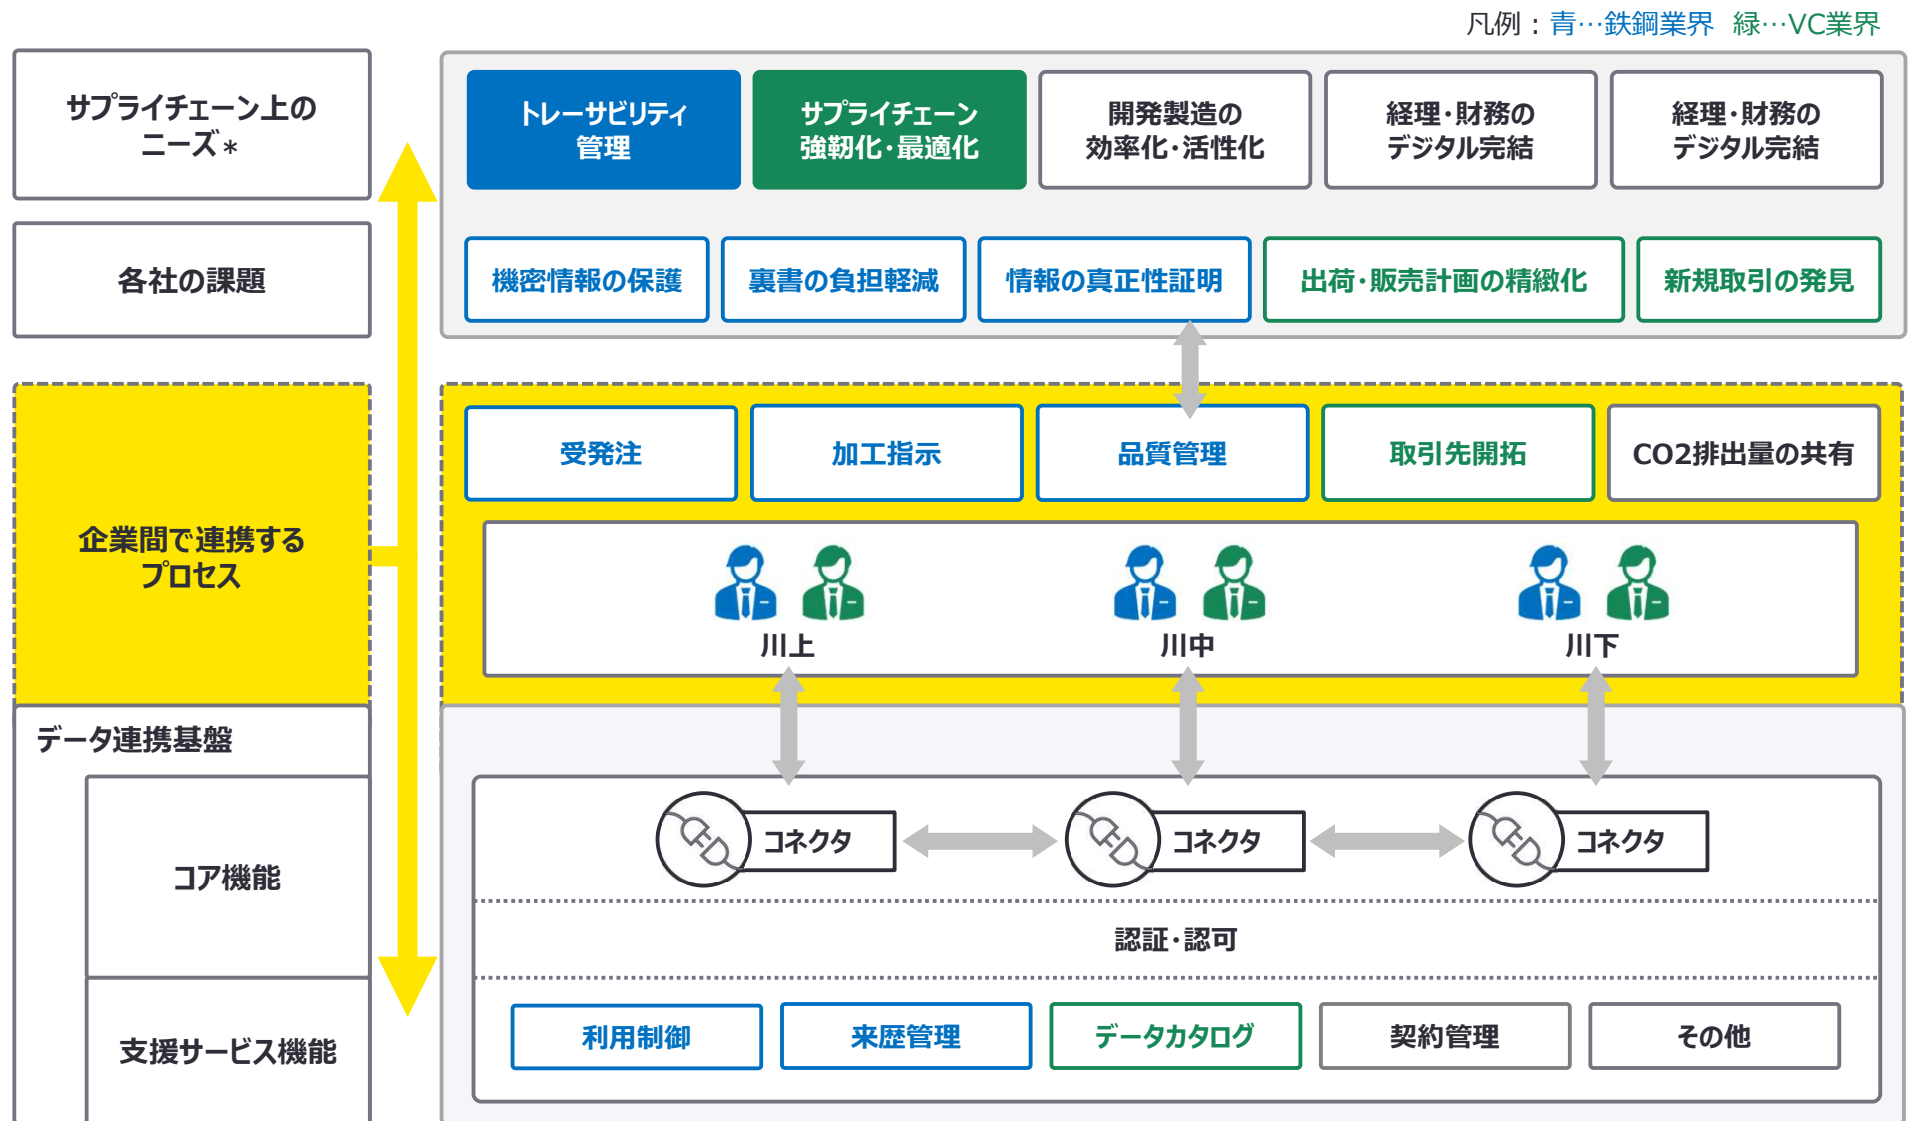 凡例：青…鉄鋼業界 緑…VC業界
サプライチェーン上の
ニーズ*
トレーサビリティ
管理
サプライチェーン
強靭化・最適化
開発製造の
効率化・活性化
経理・財務の
デジタル完結
経理・財務の
デジタル完結
各社の課題
機密情報の保護
裏書の負担軽減
情報の真正性証明
出荷・販売計画の精緻化
新規取引の発見
企業間で連携する
プロセス
受発注
加工指示
品質管理
取引先開拓
CO2排出量の共有
川上
川中
川下
データ連携基盤
コア機能
コネクタ
コネクタ
コネクタ
認証・認可
支援サービス機能
利用制御
来歴管理
データカタログ
契約管理
その他